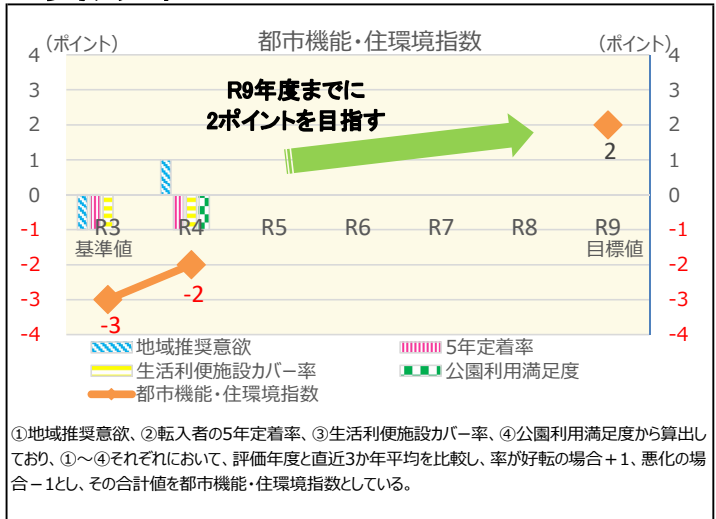 (ポイント) 都市機能・住環境指数 (ポイント)
4 4
3 3
2 2
1 1
0 0
-1 -1
-2 -2
-3 -3
-4 -4
R9年度までに
2ポイントを目指す
2
R3 R4 R5 R6 R7 R8 R9
基準値 目標値
-2
-3
地域推奨意欲 5年定着率
生活利便施設カバー率 公園利用満足度
都市機能・住環境指数
①地域推奨意欲、②転入者の5年定着率、③生活利便施設カバー率、④公園利用満足度から算出し
ており、①～④それぞれにおいて、評価年度と直近3か年平均を比較し、率が好転の場合＋1、悪化の場
合－1とし、その合計値を都市機能・住環境指数としている。